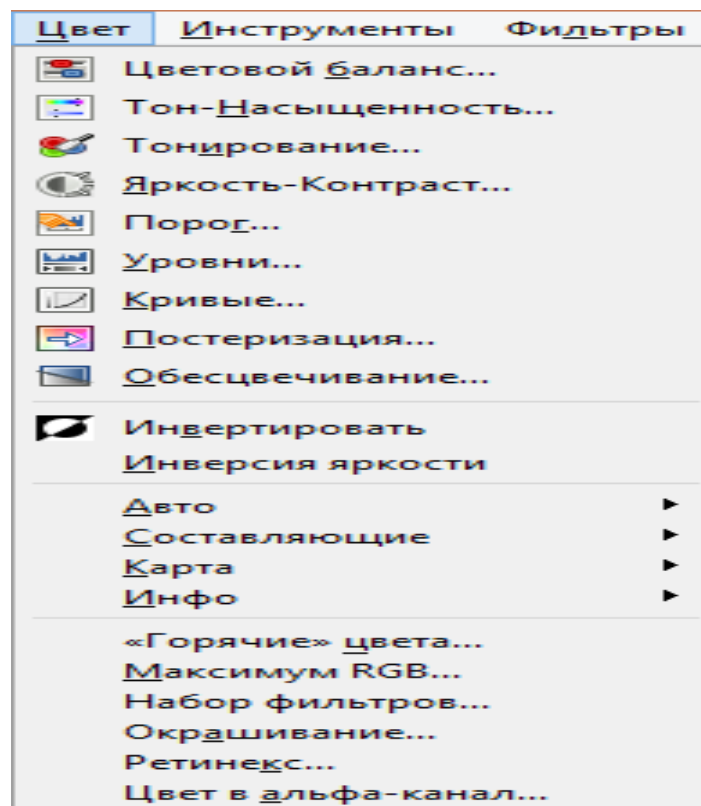 Цвет Инструменты Фильтры
Цветовой баланс...
Тон-Насыщенность...
Тонирование...
Яркость-Контраст...
Порог...
Уровни...
Кривые...
Постеризация...
Обесцвечивание...
Инвертировать
Инверсия яркости
Авто
Составляющие
Карта
Инфо
«Горячие» цвета...
Максимум RGB...
Набор фильтров...
Окрашивание...
Ретинекс...
Цвет в альфа-канал...